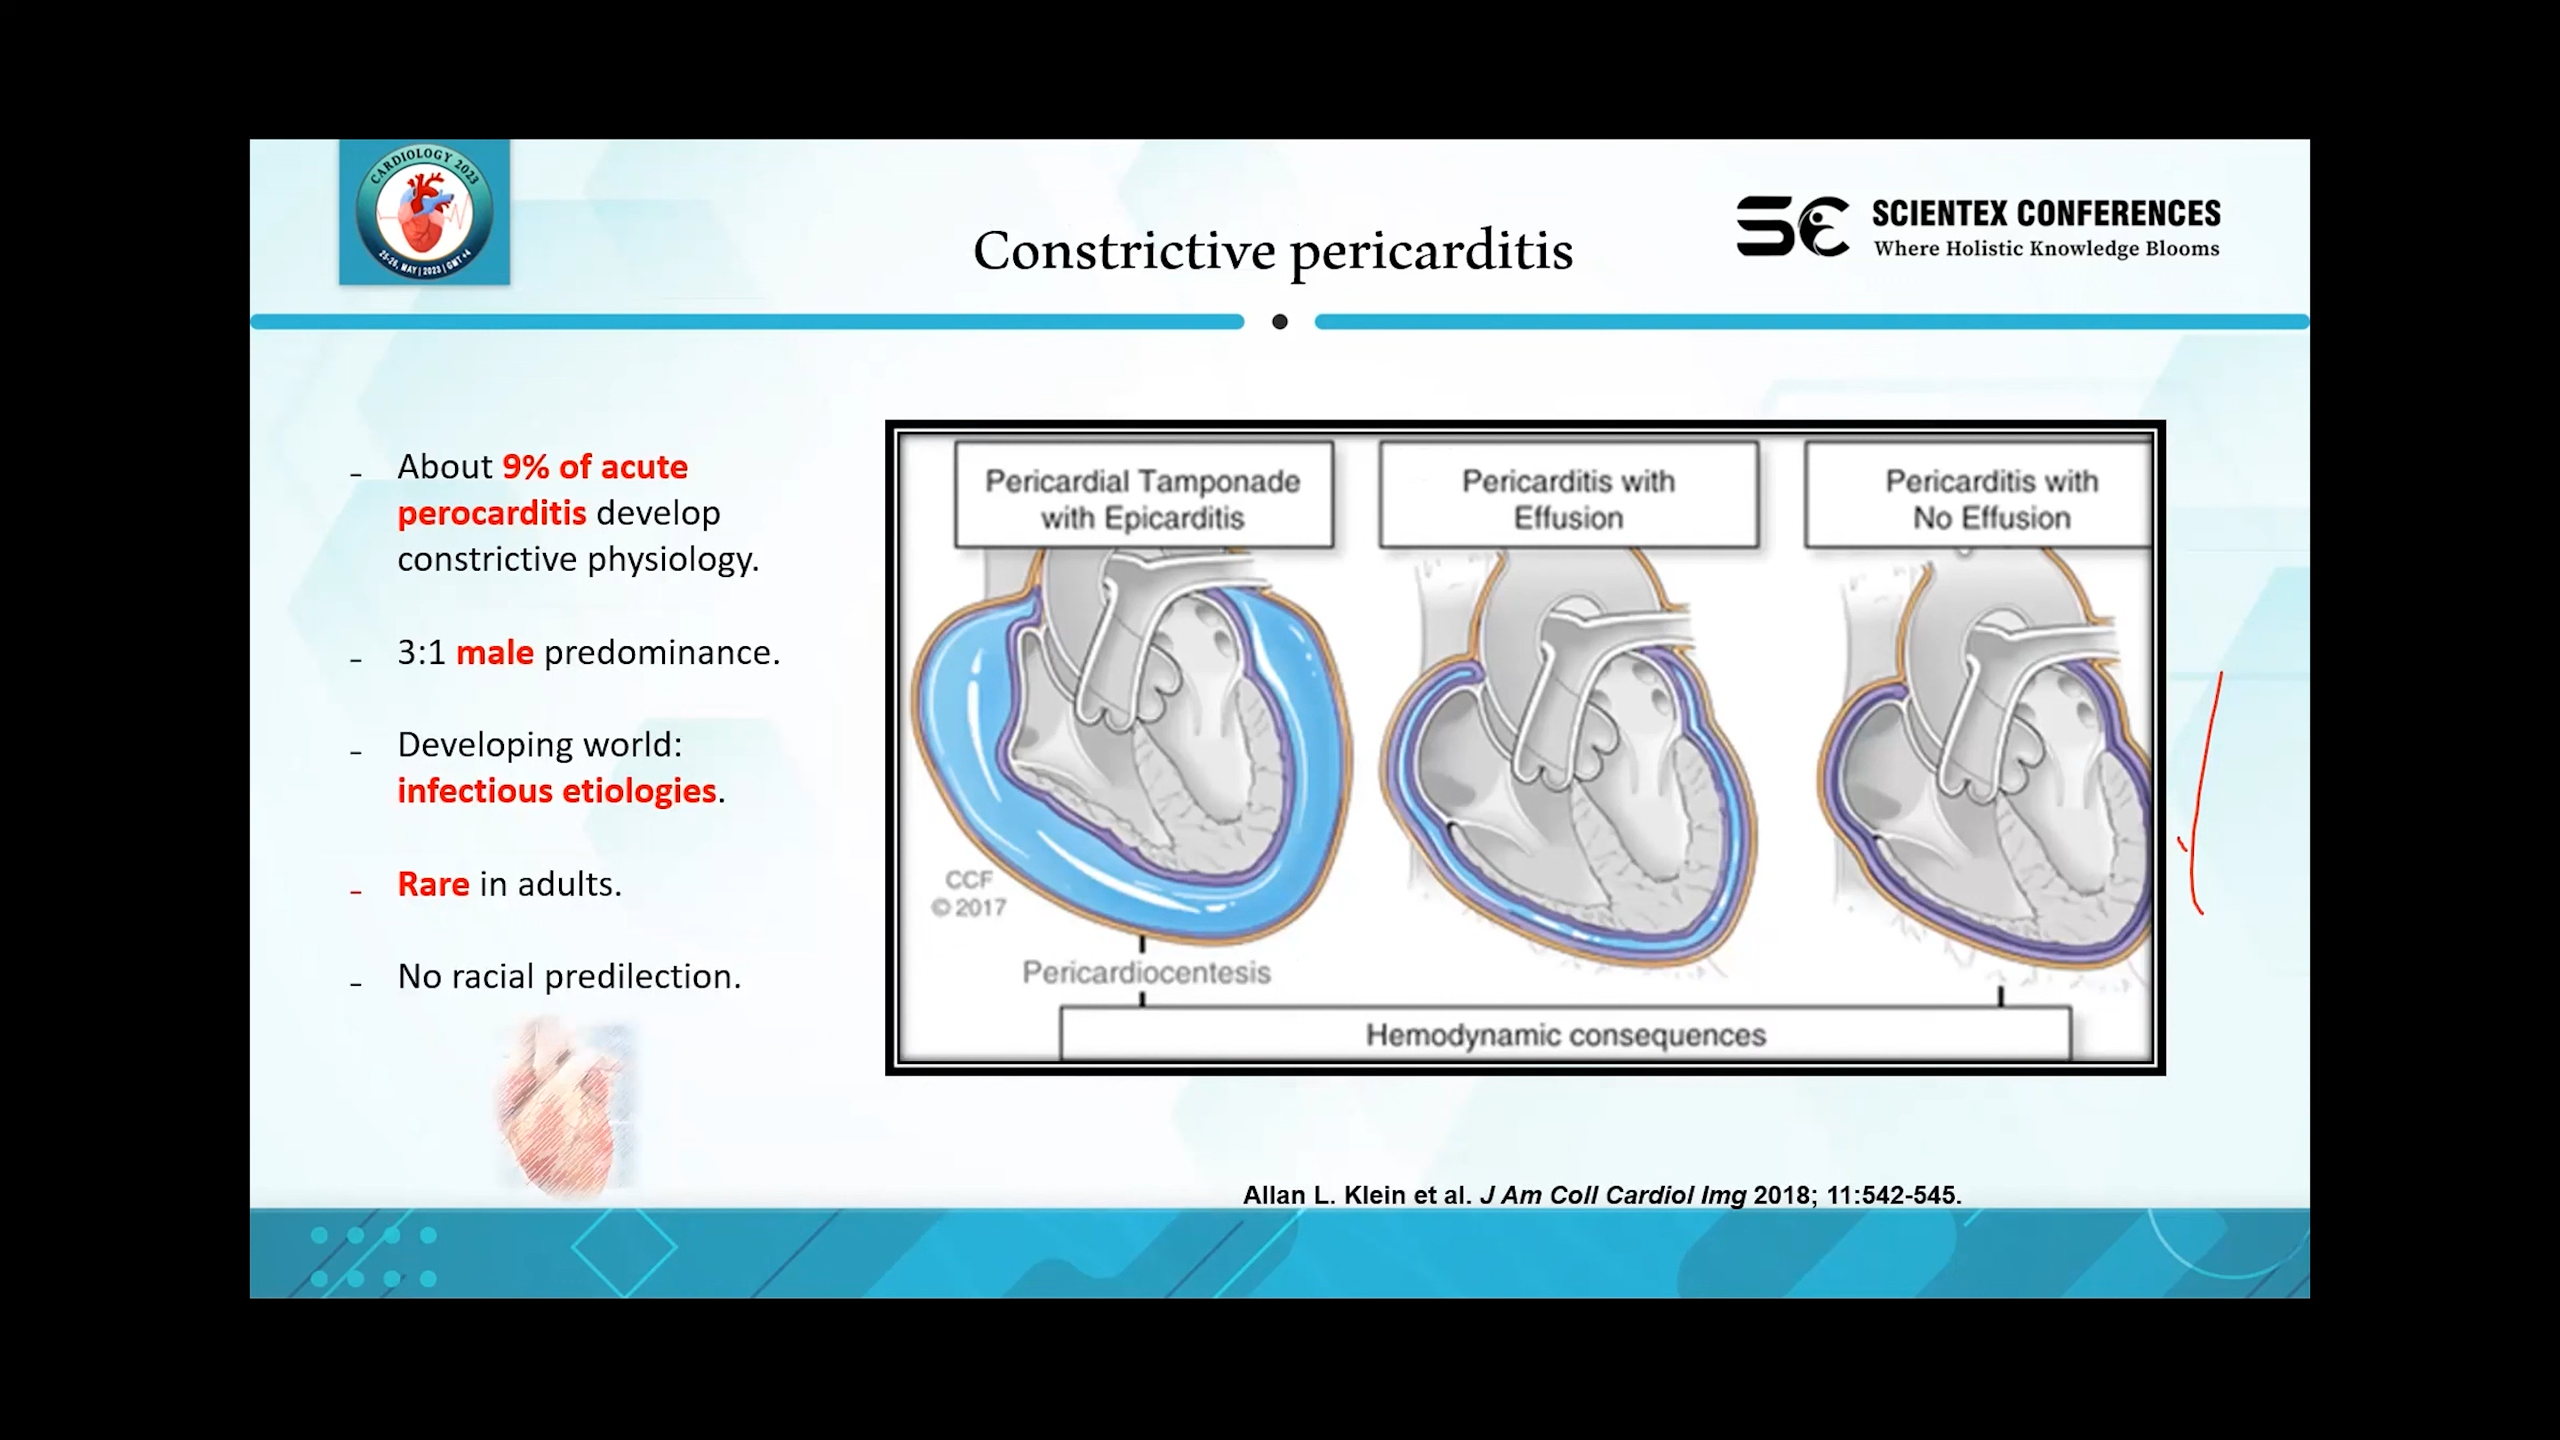 CARDIOLOGY 2023
25-26, MAY | 2023 | GMT +4
Constrictive pericarditis
SCIENTEX CONFERENCES
Where Holistic Knowledge Blooms
- About 9% of acute
perocarditis develop
constrictive physiology.
- 3:1 male predominance.
- Developing world:
infectious etiologies.
- Rare in adults.
- No racial predilection.
Pericardial Tamponade
with Epicarditis
Pericarditis with
Effusion
Pericarditis with
No Effusion
CCF
© 2017
Pericardiocentesis
Hemodynamic consequences
Allan L. Klein et al. J Am Coll Cardiol Img 2018; 11:542-545.